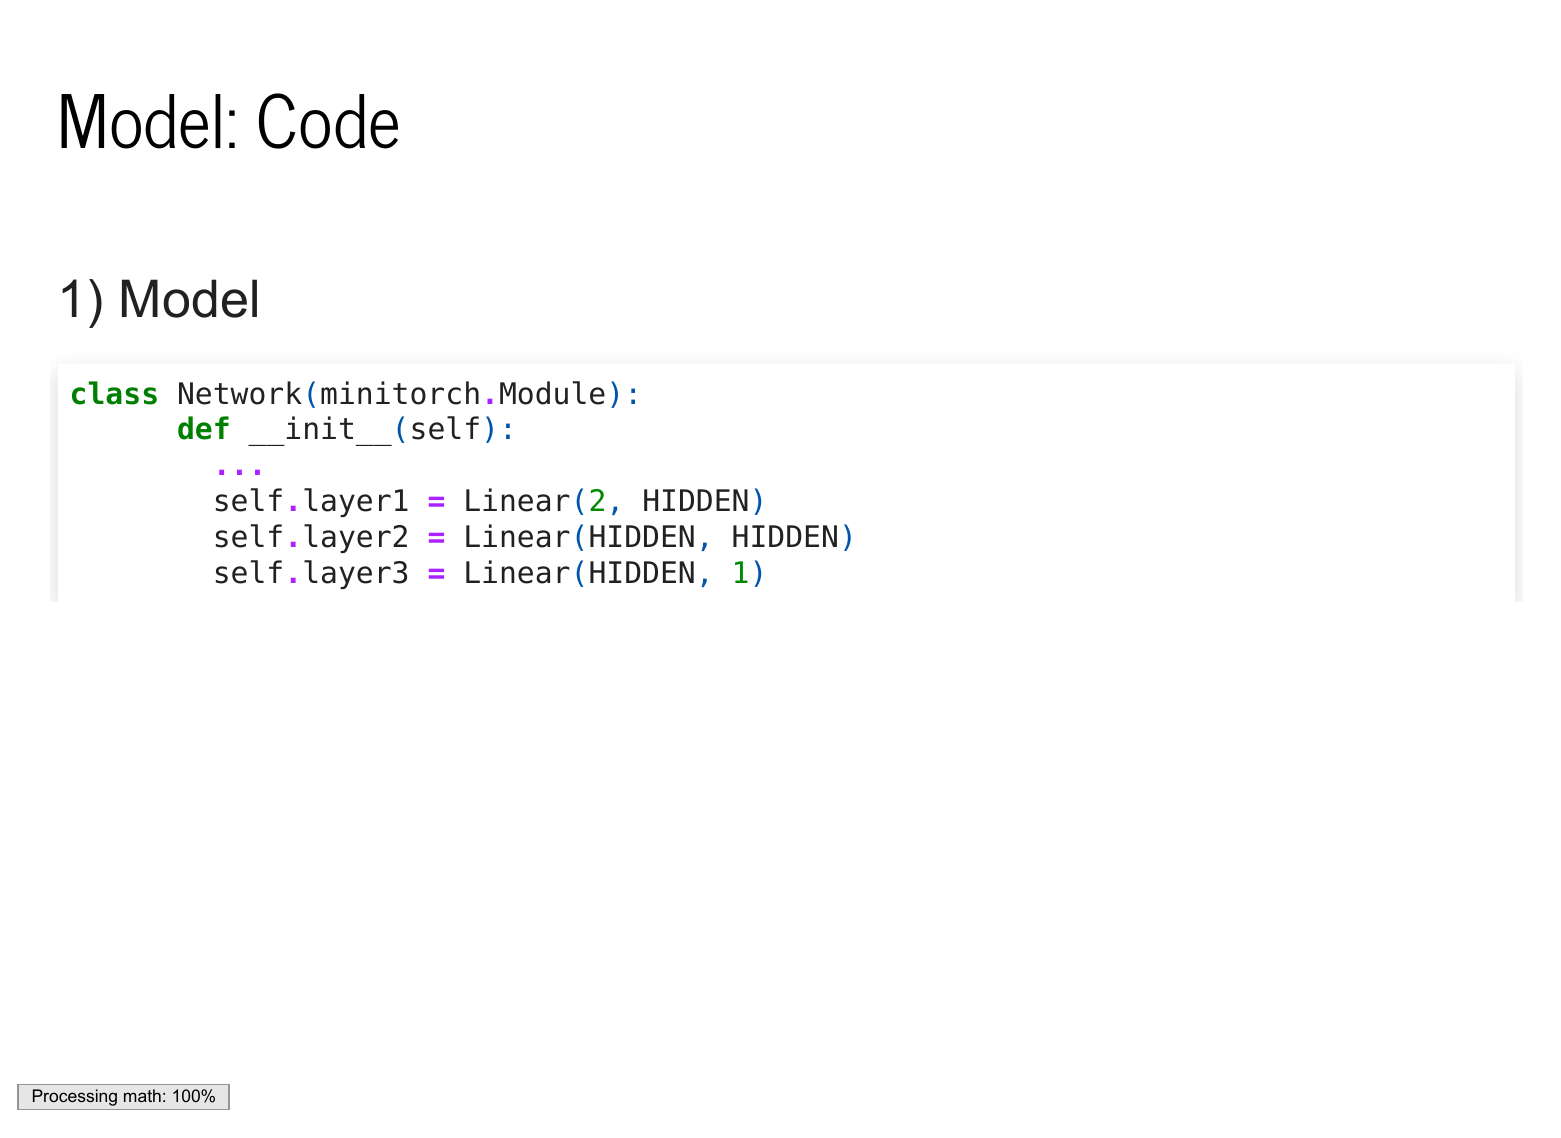 Model: Code
1) Model
class Network(minitorch.Module):
      def __init__(self):
        ...
        self.layer1 = Linear(2, HIDDEN)
        self.layer2 = Linear(HIDDEN, HIDDEN)
        self.layer3 = Linear(HIDDEN, 1)
Processing math: 100%